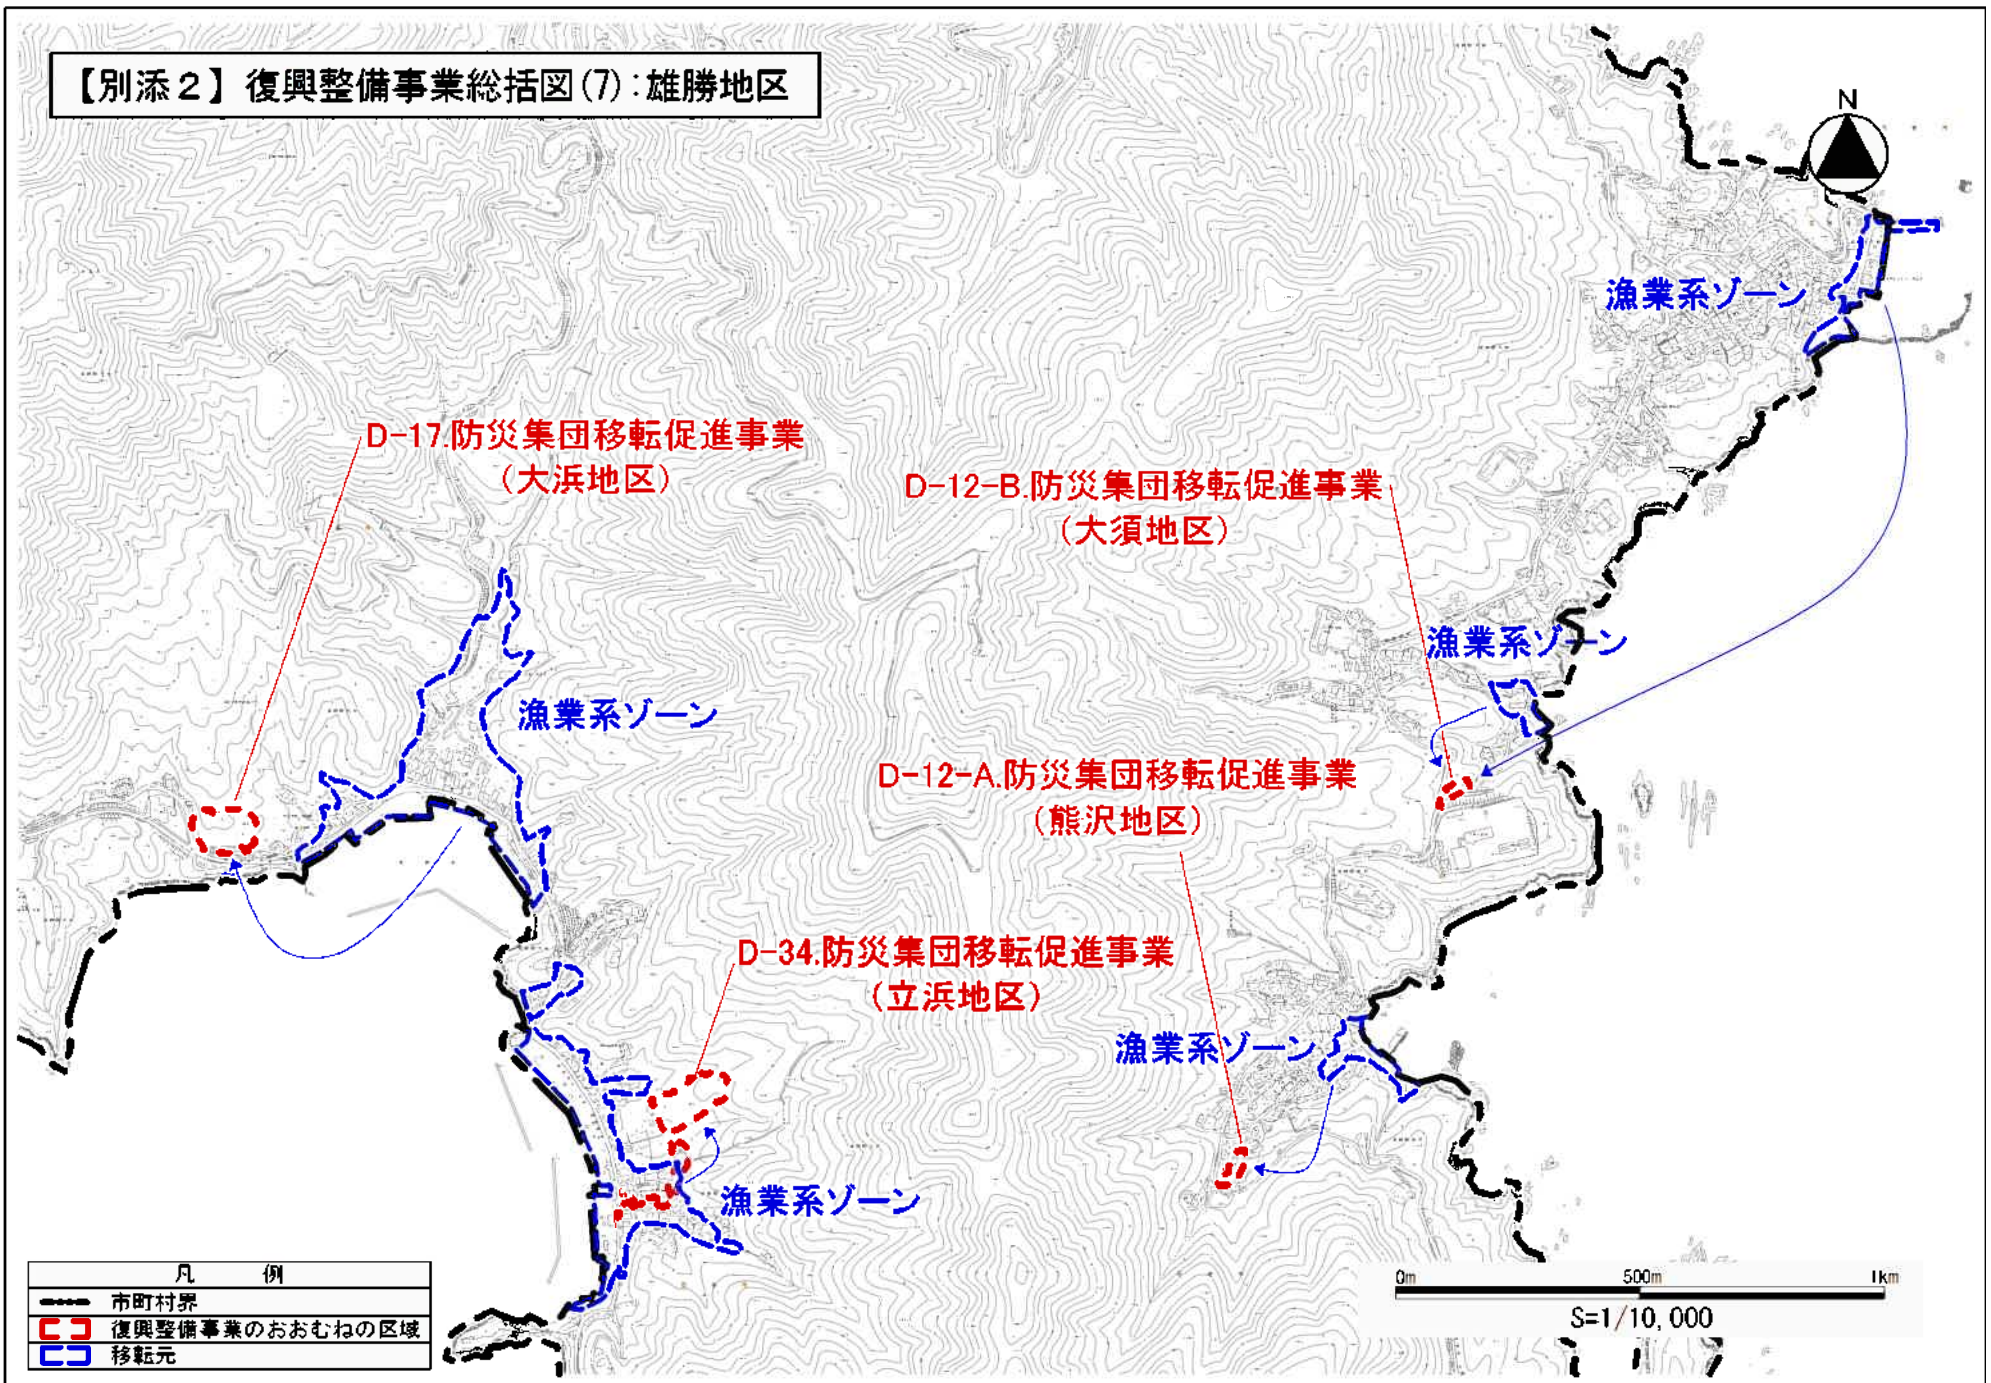 【別添２】復興整備事業総括図(7):雄勝地区
N
漁業系ゾーン
D-17.防災集団移転促進事業
(大浜地区)
D-12-B.防災集団移転促進事業
(大須地区)
漁業系ゾーン
漁業系ゾーン
D-12-A.防災集団移転促進事業
(熊沢地区)
D-34.防災集団移転促進事業
(立浜地区)
漁業系ゾーン
漁業系ゾーン
凡 例
市町村界
復興整備事業のおおむねの区域
移転元
0m 500m 1km
S=1/10,000